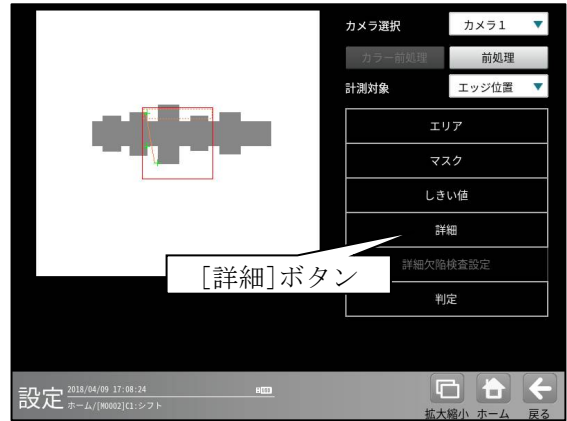 カメラ選択 カメラ1
カラー前処理 前処理
計測対象 エッジ位置
エリア
マスク
しきい値
詳細
[詳細]ボタン
詳細欠陥検査設定
判定
設定 2018/04/09 17:08:24
ホーム/[M0002]C1:シフト
拡大縮小 ホーム 戻る